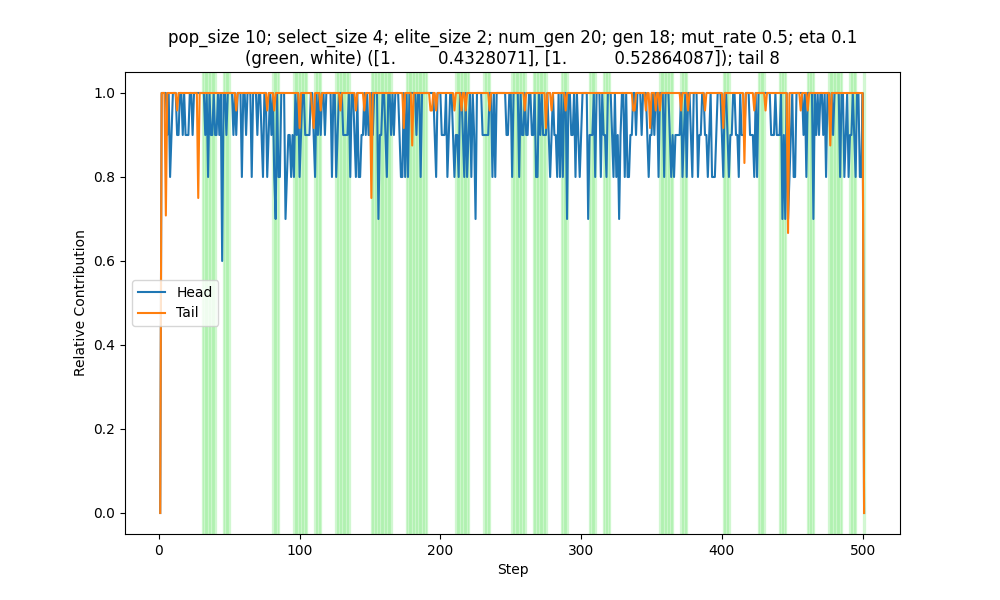 pop_size 10; select_size 4; elite_size 2; num_gen 20; gen 18; mut_rate 0.5; eta 0.1
(green, white) ([1.         0.4328071], [1.         0.52864087]); tail 8
1.0
0.8
0.6
0.4
0.2
0.0
Relative Contribution
Head
Tail
0
100
200
300
400
500
Step